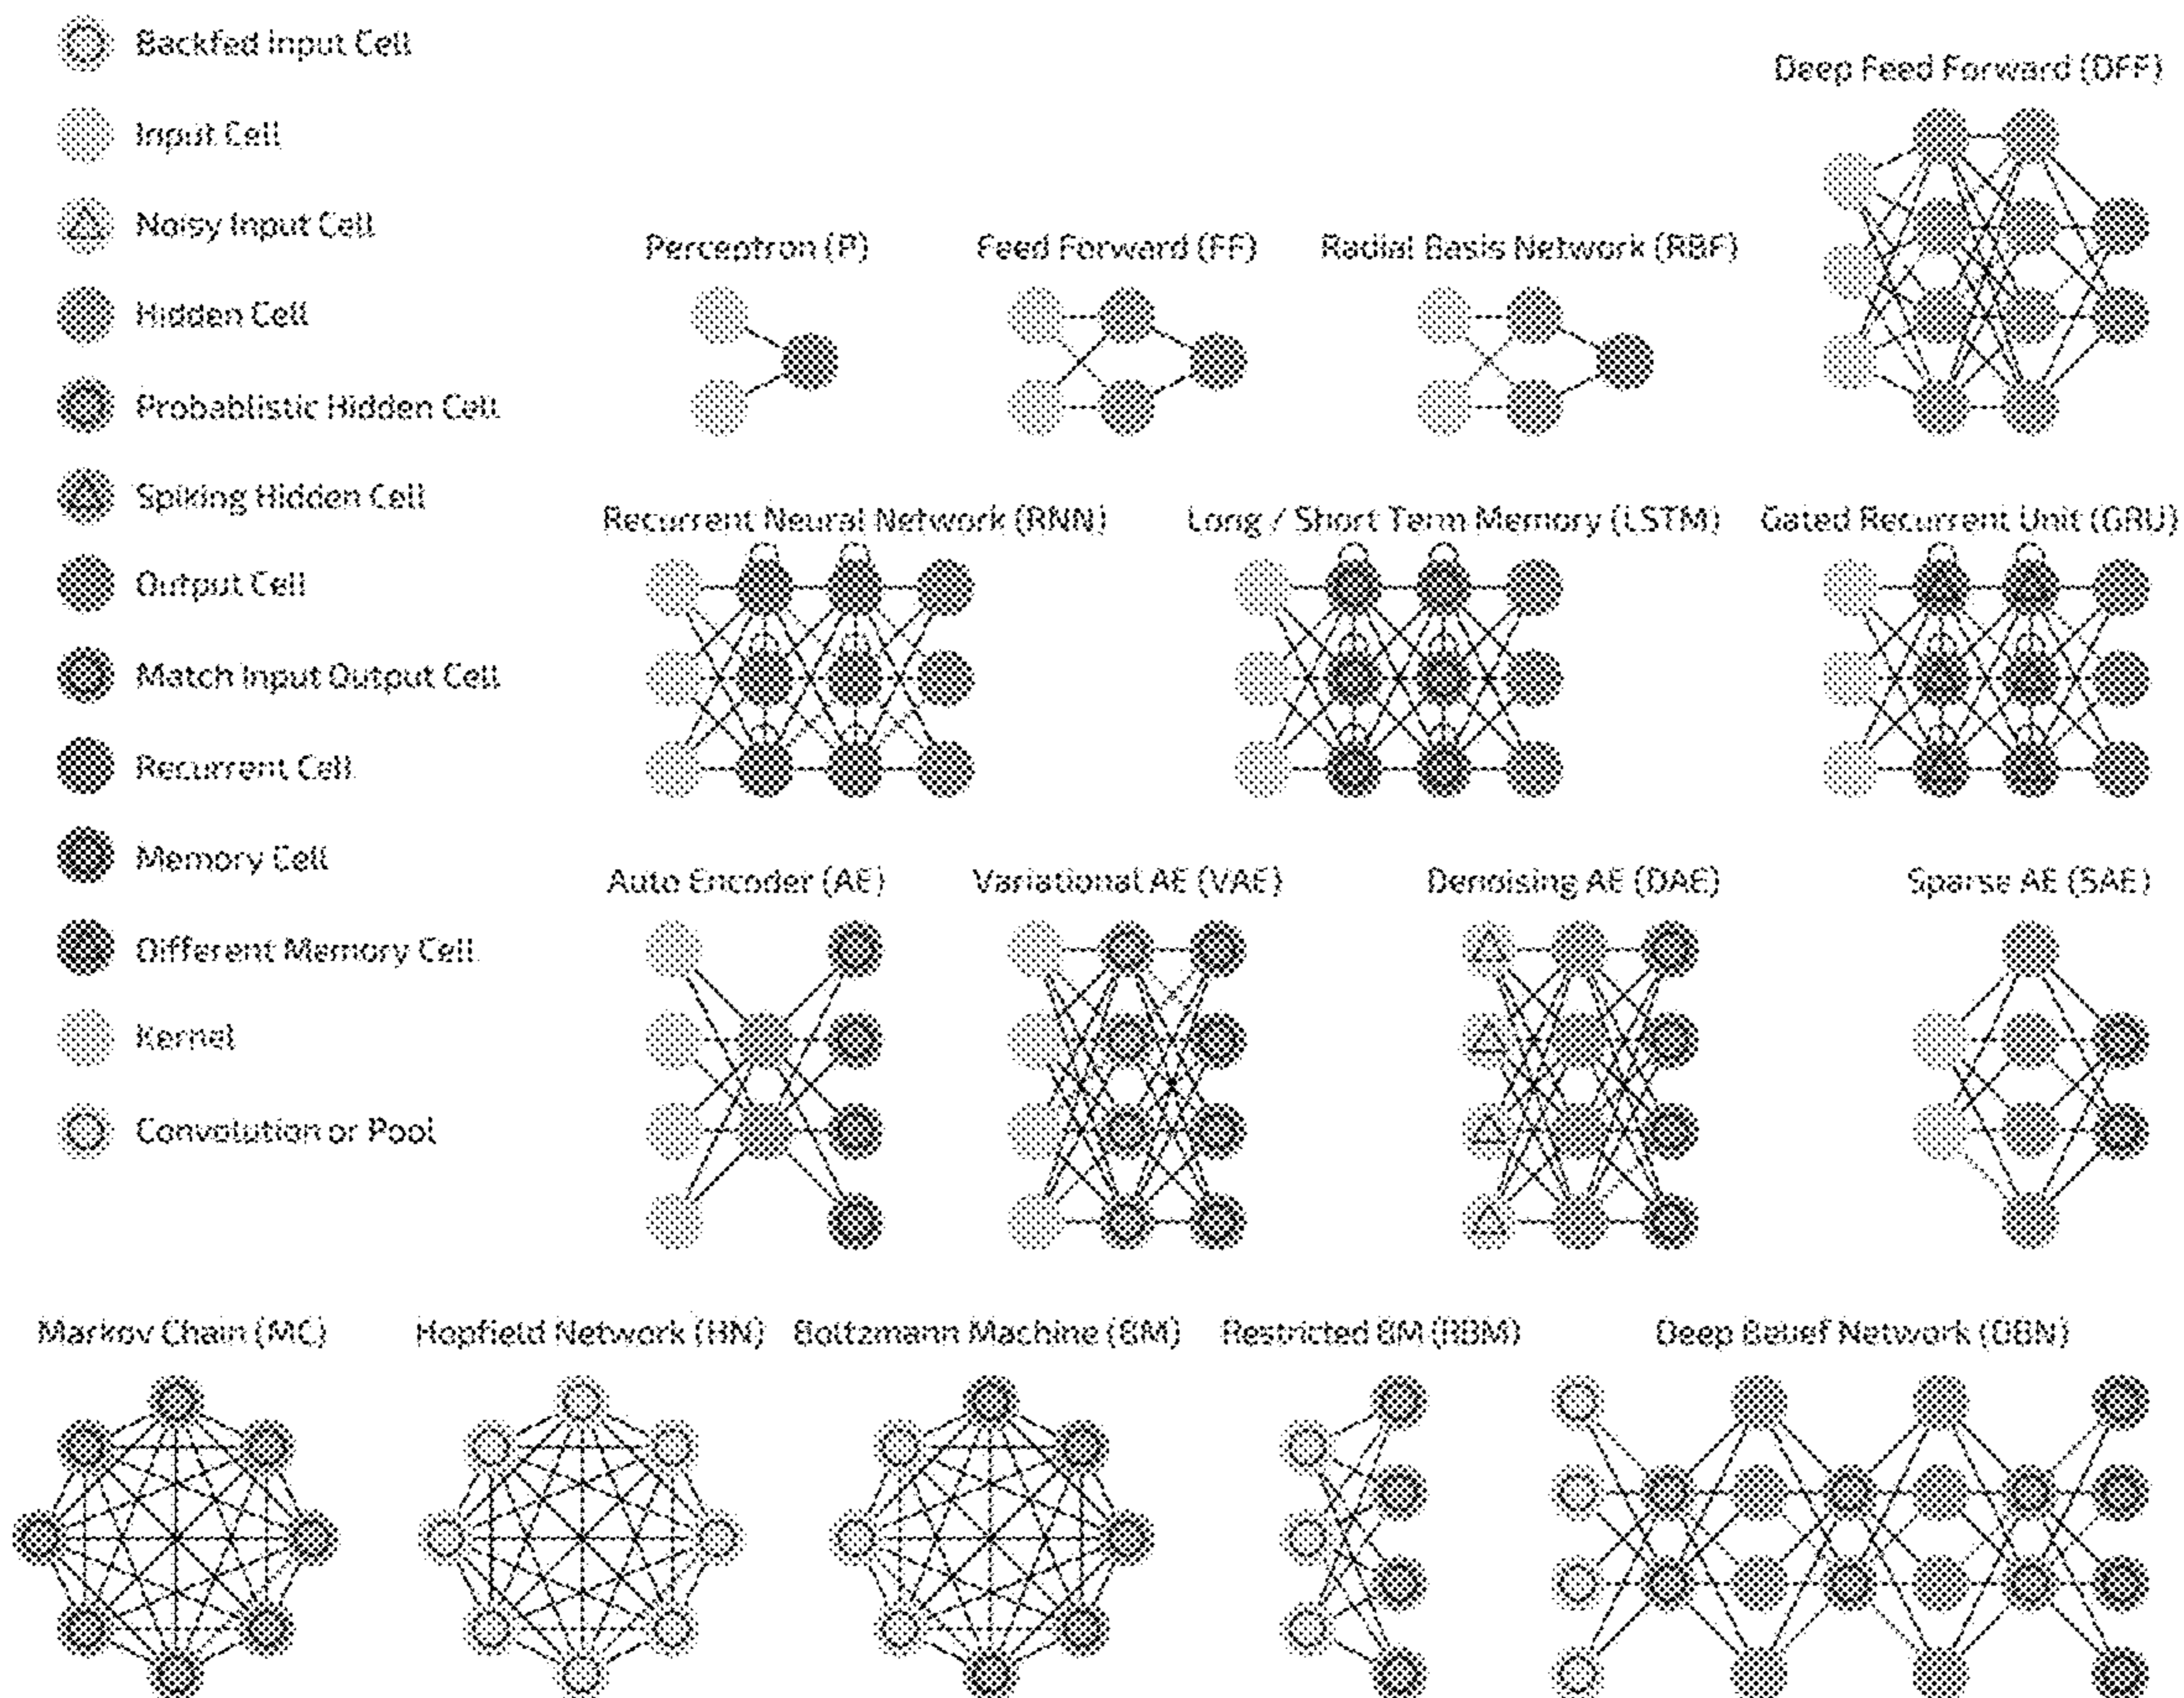 Backfed Input Cell
Input Cell
Noisy Input Cell
Hidden Cell
Probablistic Hidden Cell
Spiking Hidden Cell
Output Cell
Match Input Output Cell
Recurrent Cell
Memory Cell
Different Memory Cell
Kernel
Convolution or Pool
Deep Feed Forward (DFF)
Perceptron (P)
Feed Forward (FF)
Radial Basis Network (RBF)
Recurrent Neural Network (RNN)
Long / Short Term Memory (LSTM)
Gated Recurrent Unit (GRU)
Auto Encoder (AE)
Variational AE (VAE)
Denoising AE (DAE)
Sparse AE (SAE)
Markov Chain (MC)
Hopfield Network (HN)
Boltzmann Machine (BM)
Restricted BM (RBM)
Deep Belief Network (DBN)